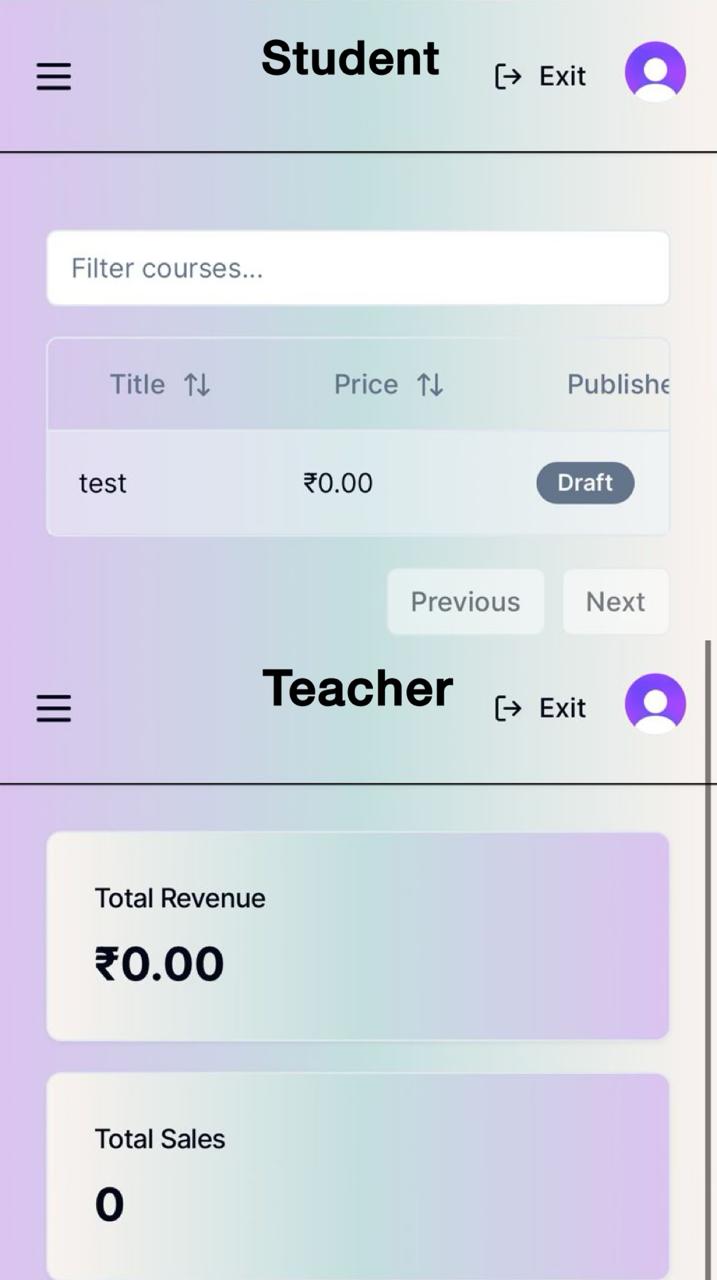 Student
Exit
Filter courses...
Title Price Publishe
test ₹0.00 Draft
Previous Next
Teacher
Exit
Total Revenue
₹0.00
Total Sales
0